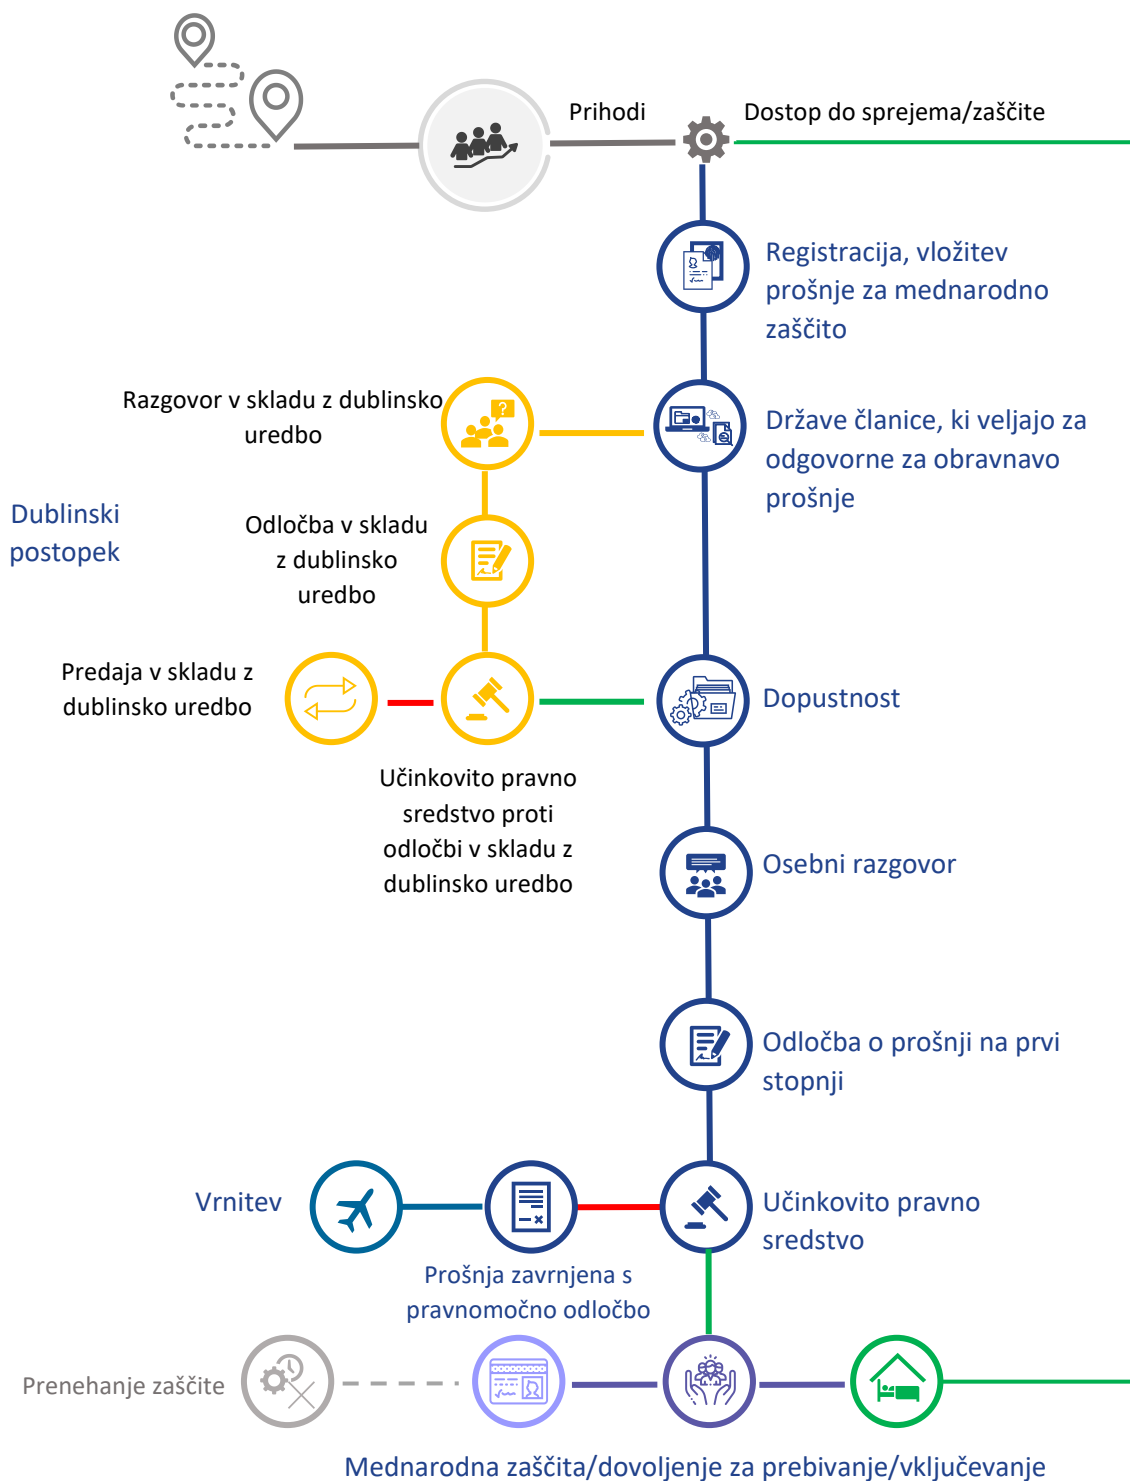 Prihodi
Dostop do sprejema/zaščite
Registracija, vložitev
prošnje za mednarodno
zaščito
Razgovor v skladu z dublinsko
uredbo
Države članice, ki veljajo za
odgovorne za obravnavo
prošnje
Dublinski
postopek
Odločba v skladu
z dublinsko
uredbo
Predaja v skladu z
dublinsko uredbo
Dopustnost
Učinkovito pravno
sredstvo proti
odločbi v skladu z
dublinsko uredbo
Osebni razgovor
Odločba o prošnji na prvi
stopnji
Vrnitev
Učinkovito pravno
sredstvo
Prošnja zavrnjena s
pravnomočno odločbo
Prenehanje zaščite
Mednarodna zaščita/dovoljenje za prebivanje/vključevanje